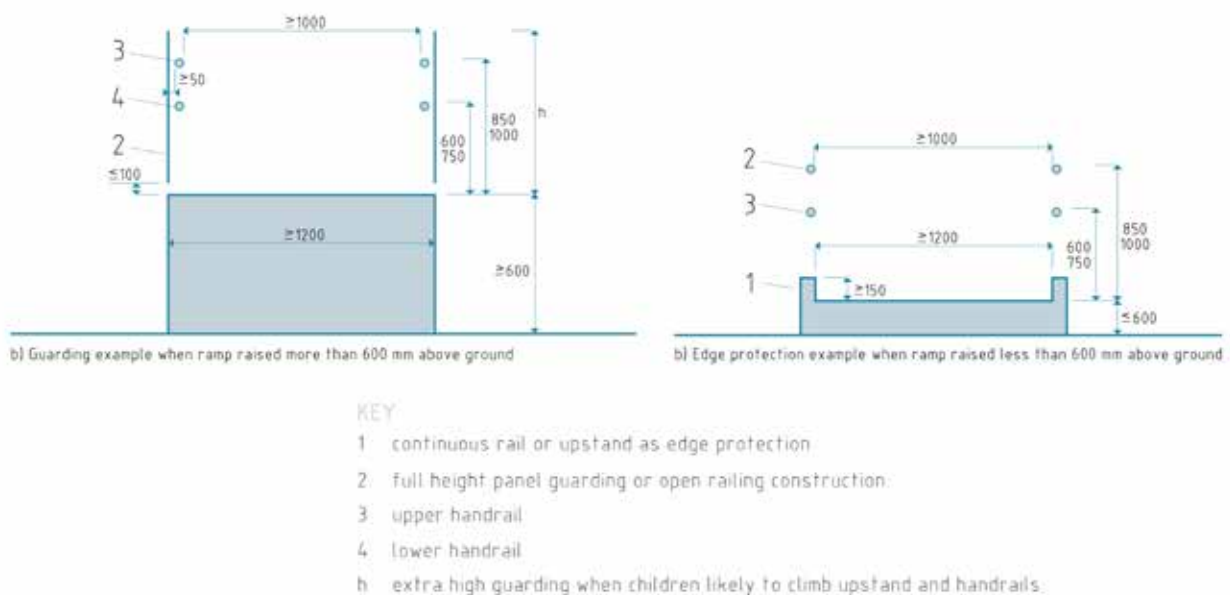 ≥1000
3
≥50
4
h
850
1000
2
600
750
≤100
≥1200
≥600
b) Guarding example when ramp raised more than 600 mm above ground
≥1000
2
3
≥1200
850
1000
600
750
1
≥150
≤600
b) Edge protection example when ramp raised less than 600 mm above ground
KEY
1 continuous rail or upstand as edge protection
2 full height panel guarding or open railing construction
3 upper handrail
4 lower handrail
h extra high guarding when children likely to climb upstand and handrails